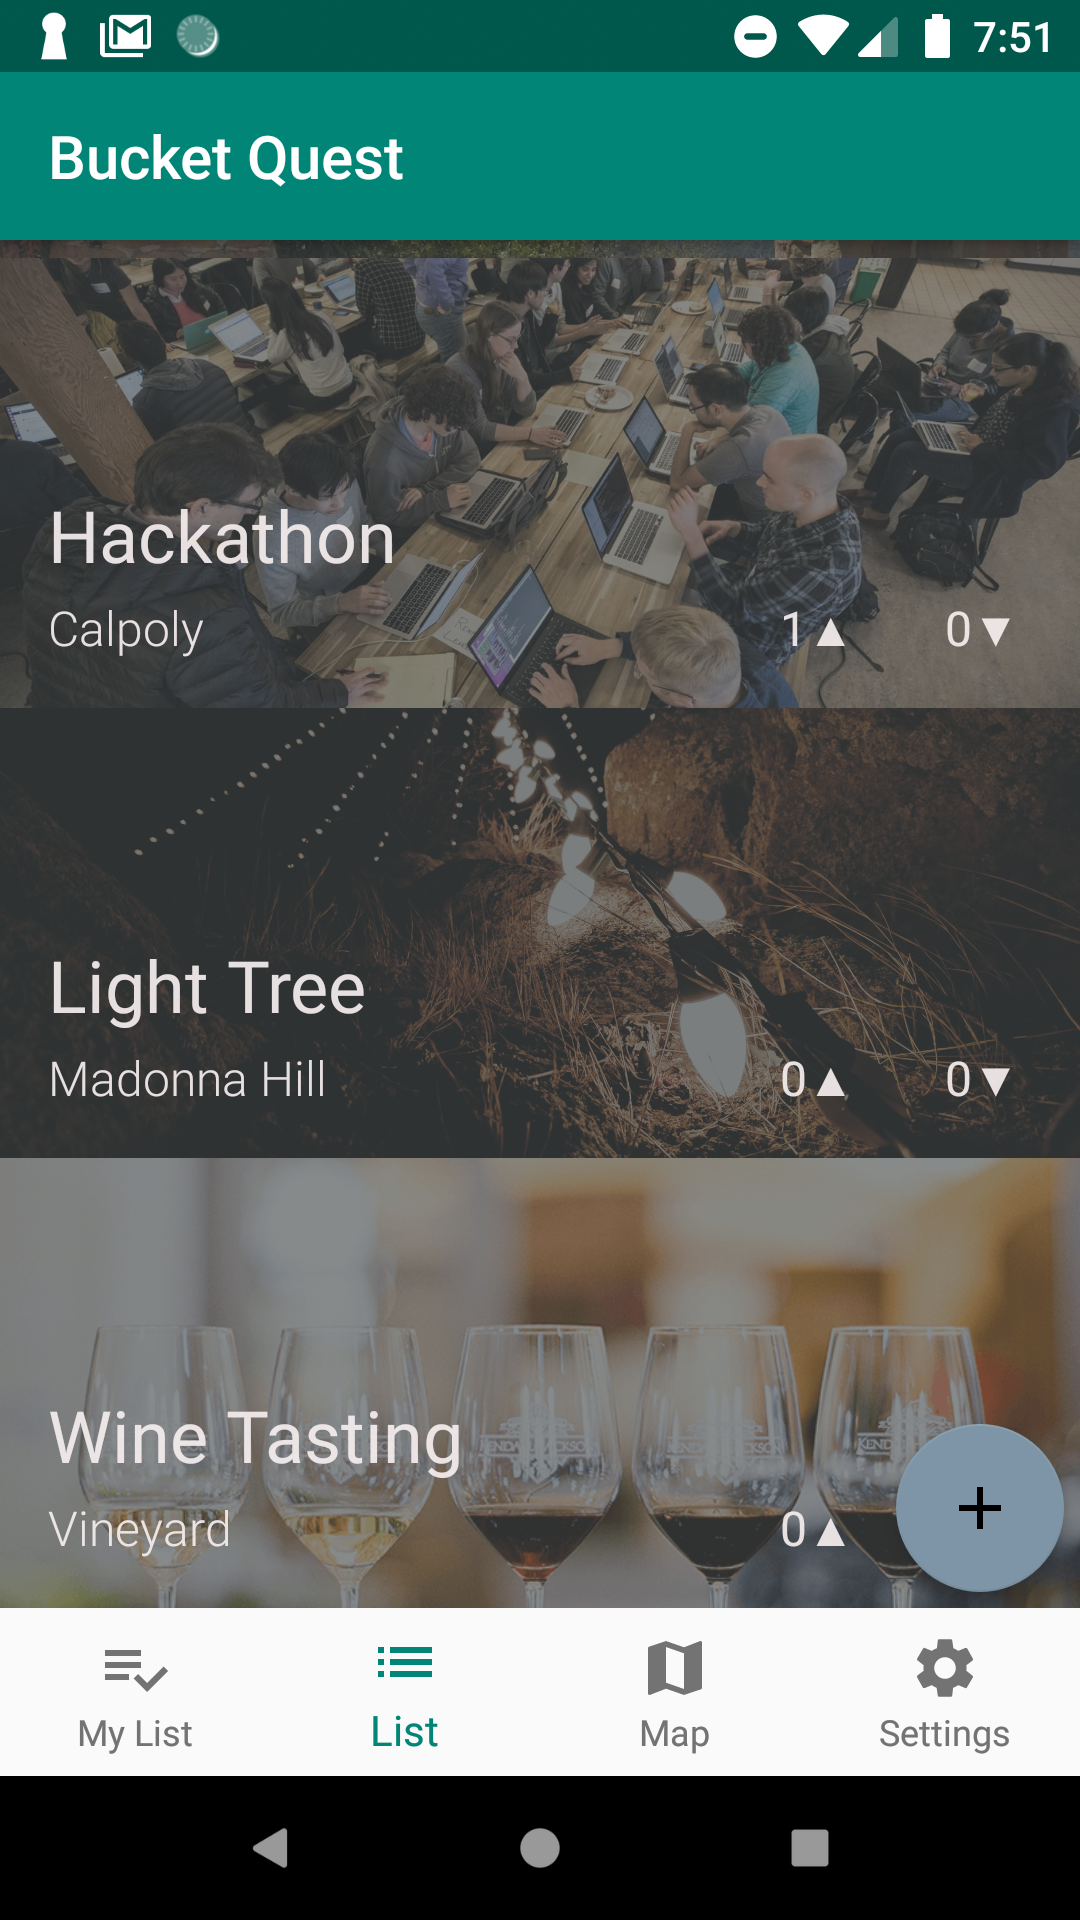 7:51
Bucket Quest
Hackathon
Calpoly
1▲ 0▼
Light Tree
Madonna Hill
0▲ 0▼
Wine Tasting
Vineyard
0▲
My List
List
Map
Settings